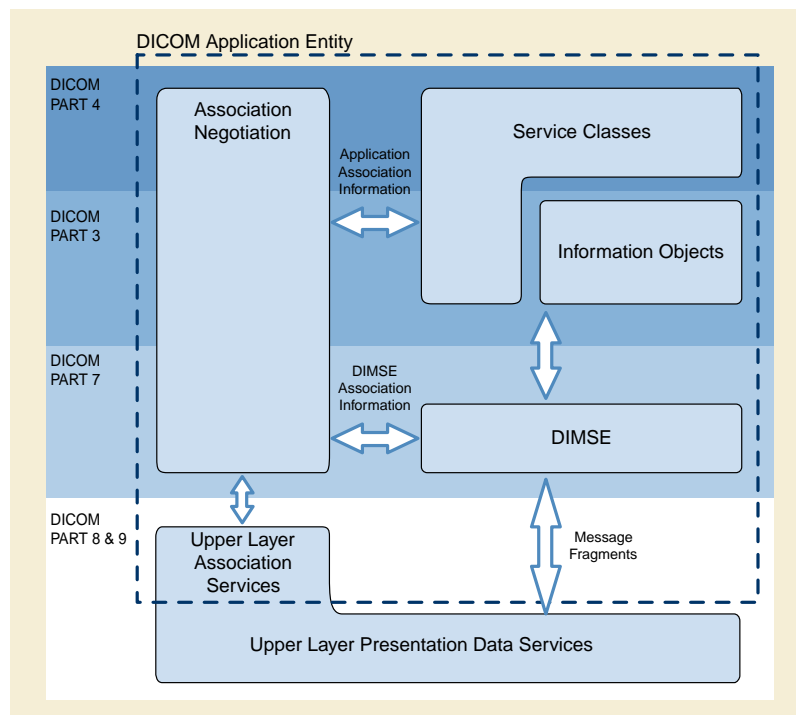 DICOM Application Entity
DICOM
PART 4
Association
Negotiation
Service Classes
Application
Association
Information
DICOM
PART 3
Information Objects
DICOM
PART 7
DIMSE
Association
Information
DIMSE
DICOM
PART 8 & 9
Upper Layer
Association
Services
Message
Fragments
Upper Layer Presentation Data Services